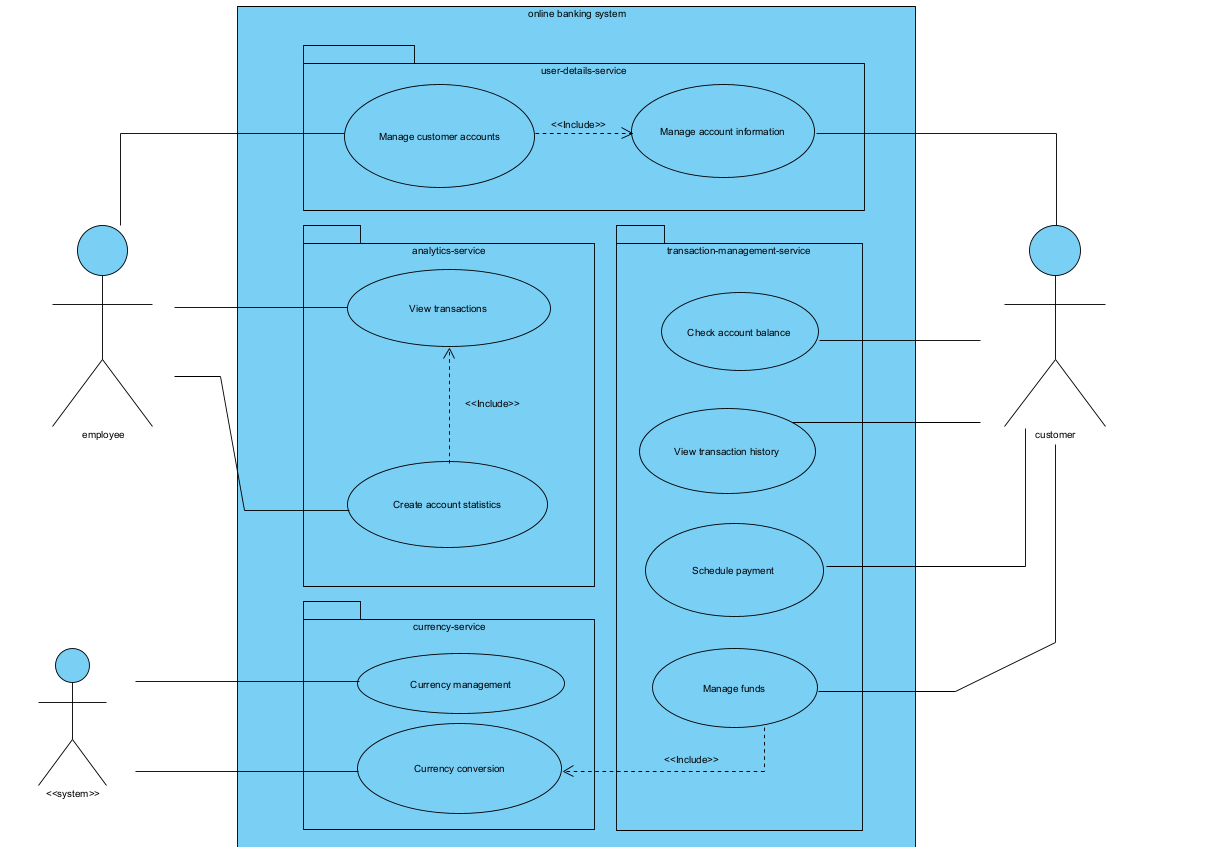 online banking system
user-details-service
Manage customer accounts
<<Include>>
Manage account information
analytics-service
View transactions
<<Include>>
Create account statistics
transaction-management-service
Check account balance
View transaction history
Schedule payment
Manage funds
<<Include>>
currency-service
Currency management
Currency conversion
employee
customer
<<system>>